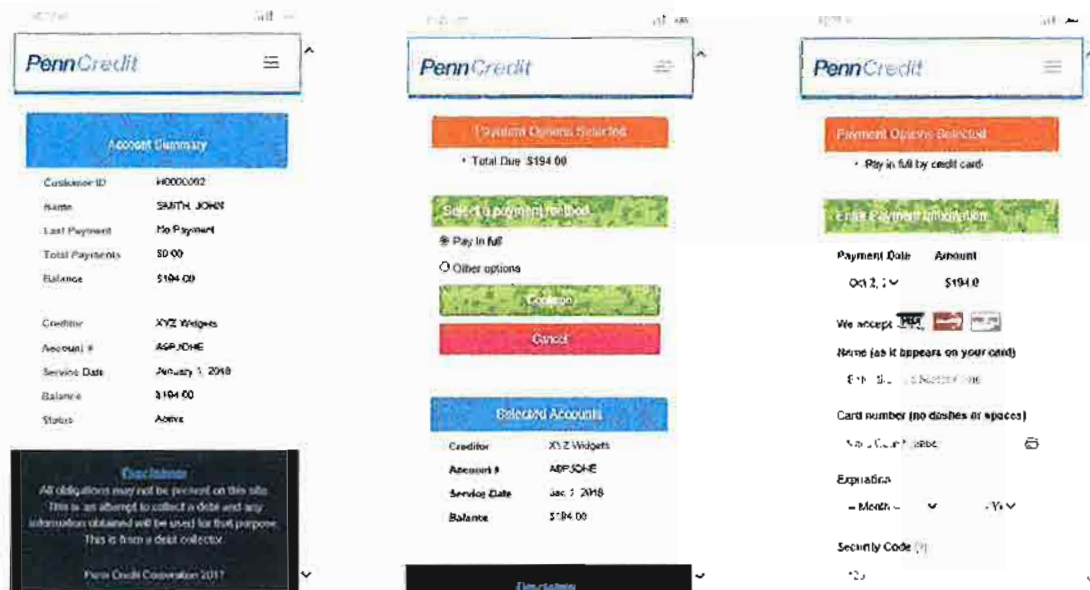 PennCredit
Account Summary
Customer ID H0000002
Name SMITH, JOHN
Last Payment No Payment
Total Payments $0.00
Balance $194.00
Creditor XYZ Widgets
Account #
Service Date January 1, 2018
Balance $194.00
Status Active
Disclaimer
All obligations may not be present on this site.
This is an attempt to collect a debt and any
information obtained will be used for that purpose.
This is from a debt collector.
Penn Credit Corporation 2017
PennCredit
Payment Options Selected
• Total Due $194.00
Select a payment method
Pay in full
Other options
Continue
Cancel
Selected Accounts
Creditor XYZ Widgets
Account #
Service Date Jan 1, 2018
Balance $194.00
Disclaimer
PennCredit
Payment Options Selected
• Pay in full by credit card
Enter Payment Information
Payment Date Amount
Oct 2, 2 $194.0
We accept
Name (as it appears on your card)
Card number (no dashes or spaces)
Expiration
-- Month --
Security Code [?]